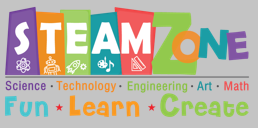 STEAMZONE
Science • Technology • Engineering • Art • Math
Fun ★ Learn ★ Create